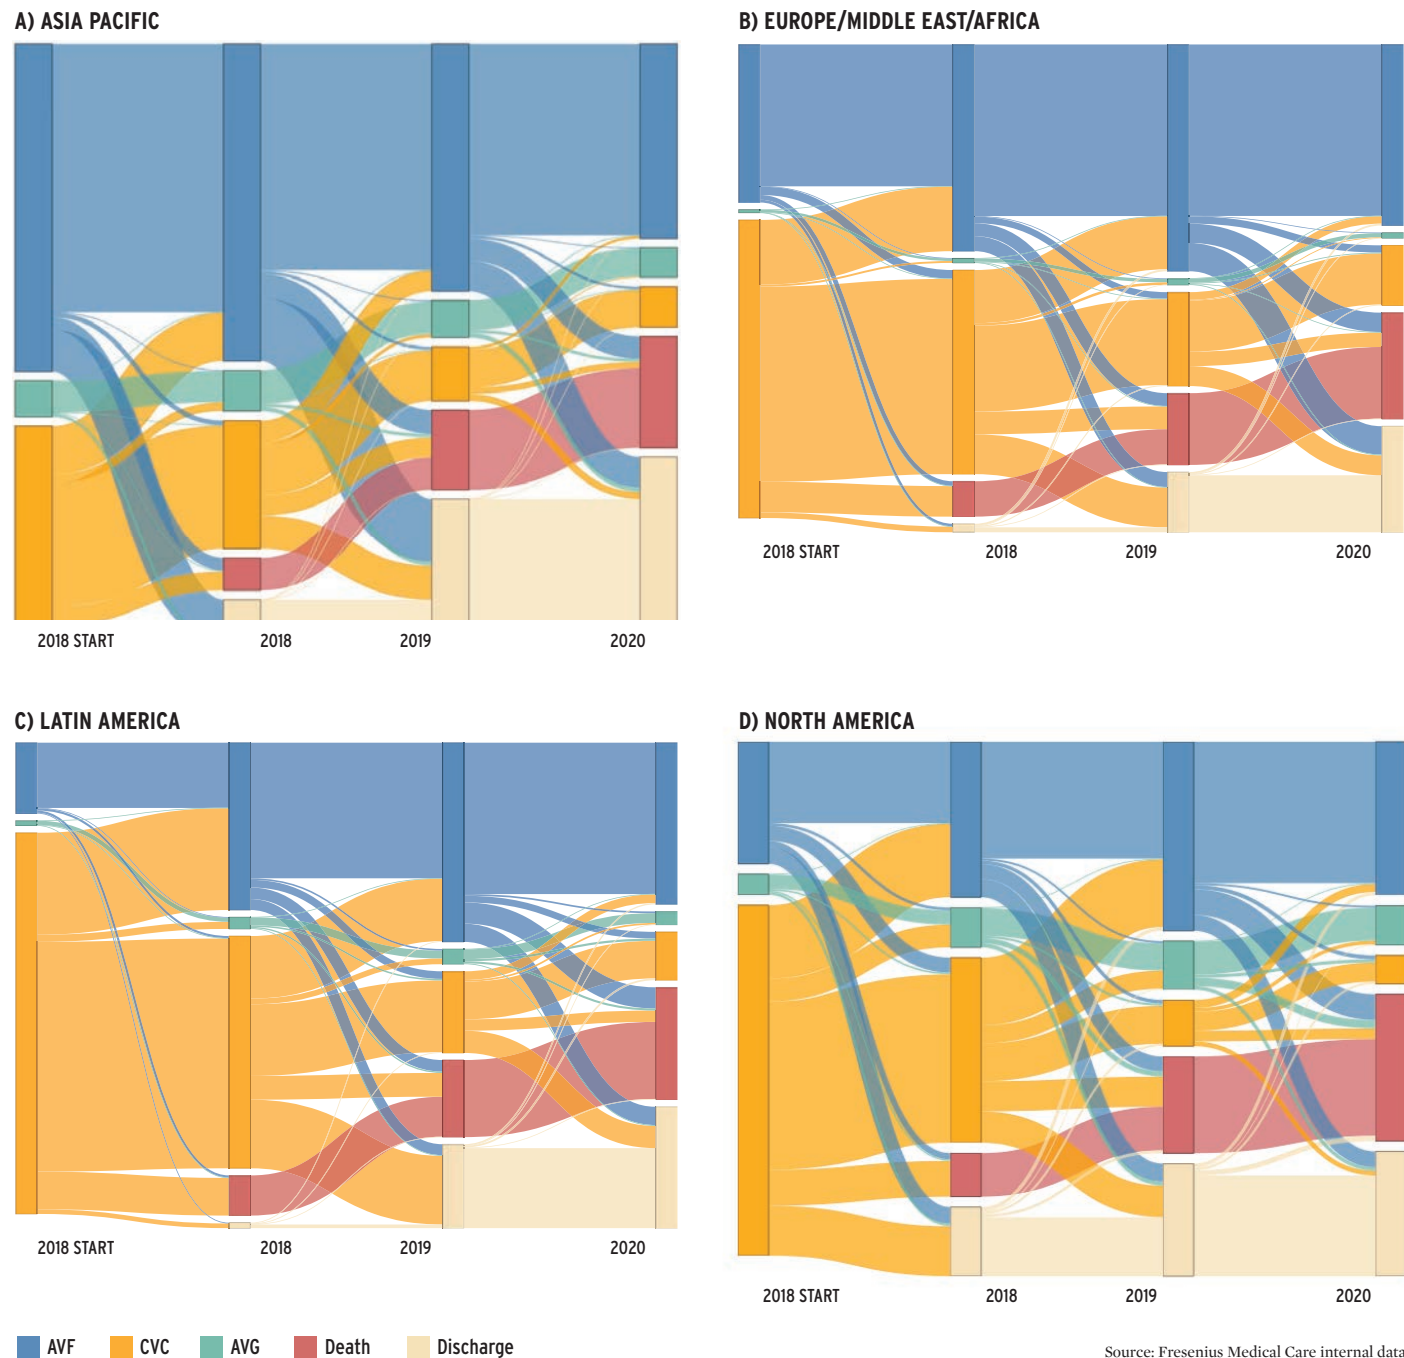 A) ASIA PACIFIC
B) EUROPE/MIDDLE EAST/AFRICA
2018 START 2018 2019 2020
2018 START 2018 2019 2020
C) LATIN AMERICA
D) NORTH AMERICA
2018 START 2018 2019 2020
2018 START 2018 2019 2020
AVF CVC AVG Death Discharge
Source: Fresenius Medical Care internal data